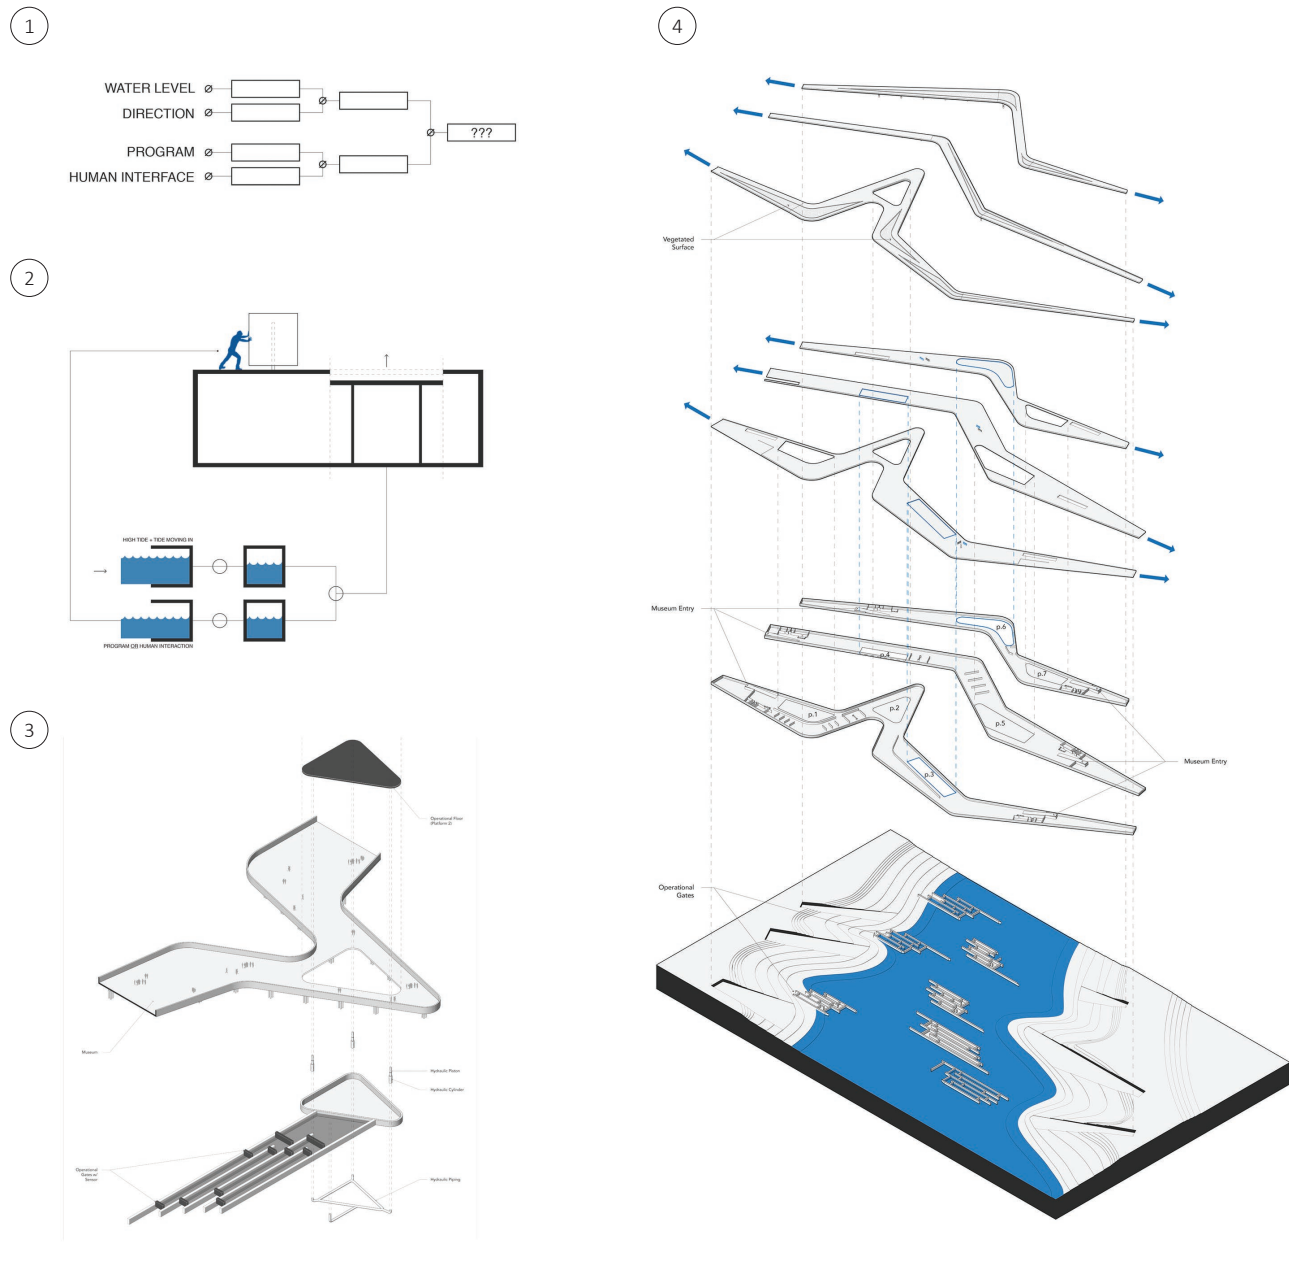 1
WATER LEVEL
DIRECTION
PROGRAM
HUMAN INTERFACE
???
2
HIGH TIDE + TIDE MOVING IN
PROGRAM OR HUMAN INTERACTION
3
Operational Floor
(Platform 2)
Museum
Hydraulic Piston
Hydraulic Cylinder
Operational
Gates w/
Sensor
Hydraulic Piping
4
Vegetated
Surface
Museum Entry
p.6
p.4
p.7
p.1
p.2
p.5
p.3
Museum Entry
Operational
Gates